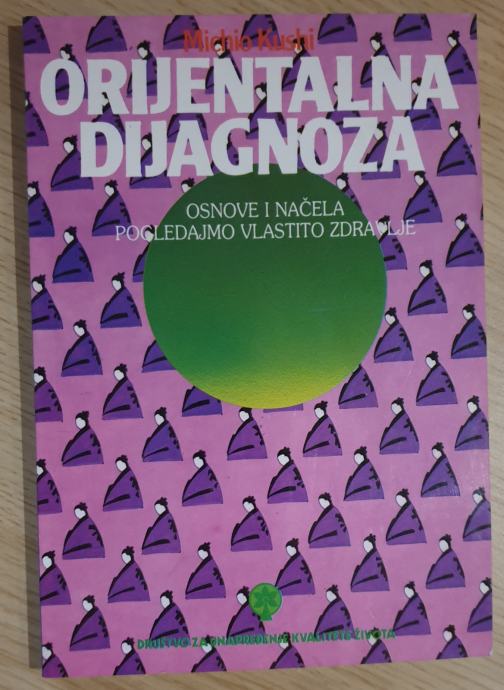 Michio Kushi
ORIJENTALNA
DIJAGNOZA
OSNOVE I NAČELA
POGLEDAJMO VLASTITO ZDRAVLJE
DRUŠTVO ZA UNAPREĐENJE KVALITETE ŽIVOTA